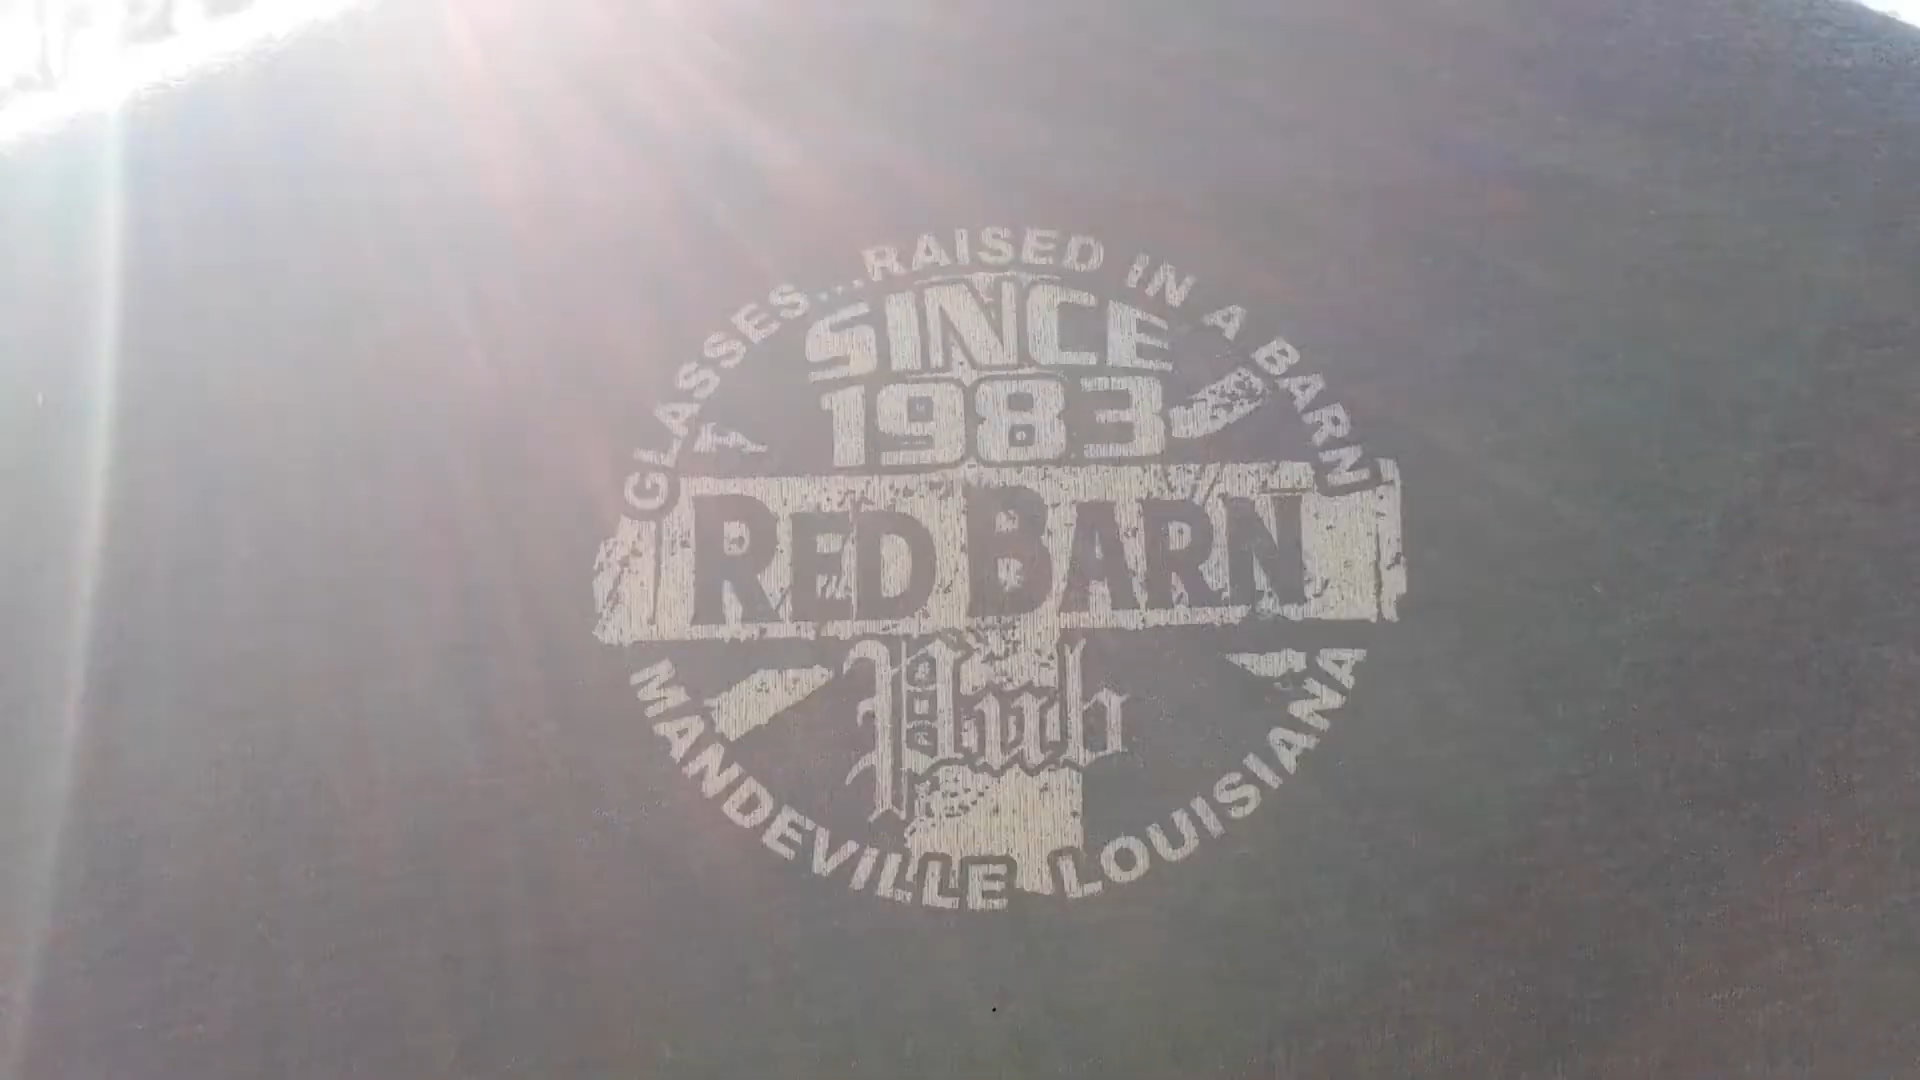 GLASSES...RAISED IN A BARN
SINCE
1983
RED BARN
Pub
MANDEVILLE LOUISIANA